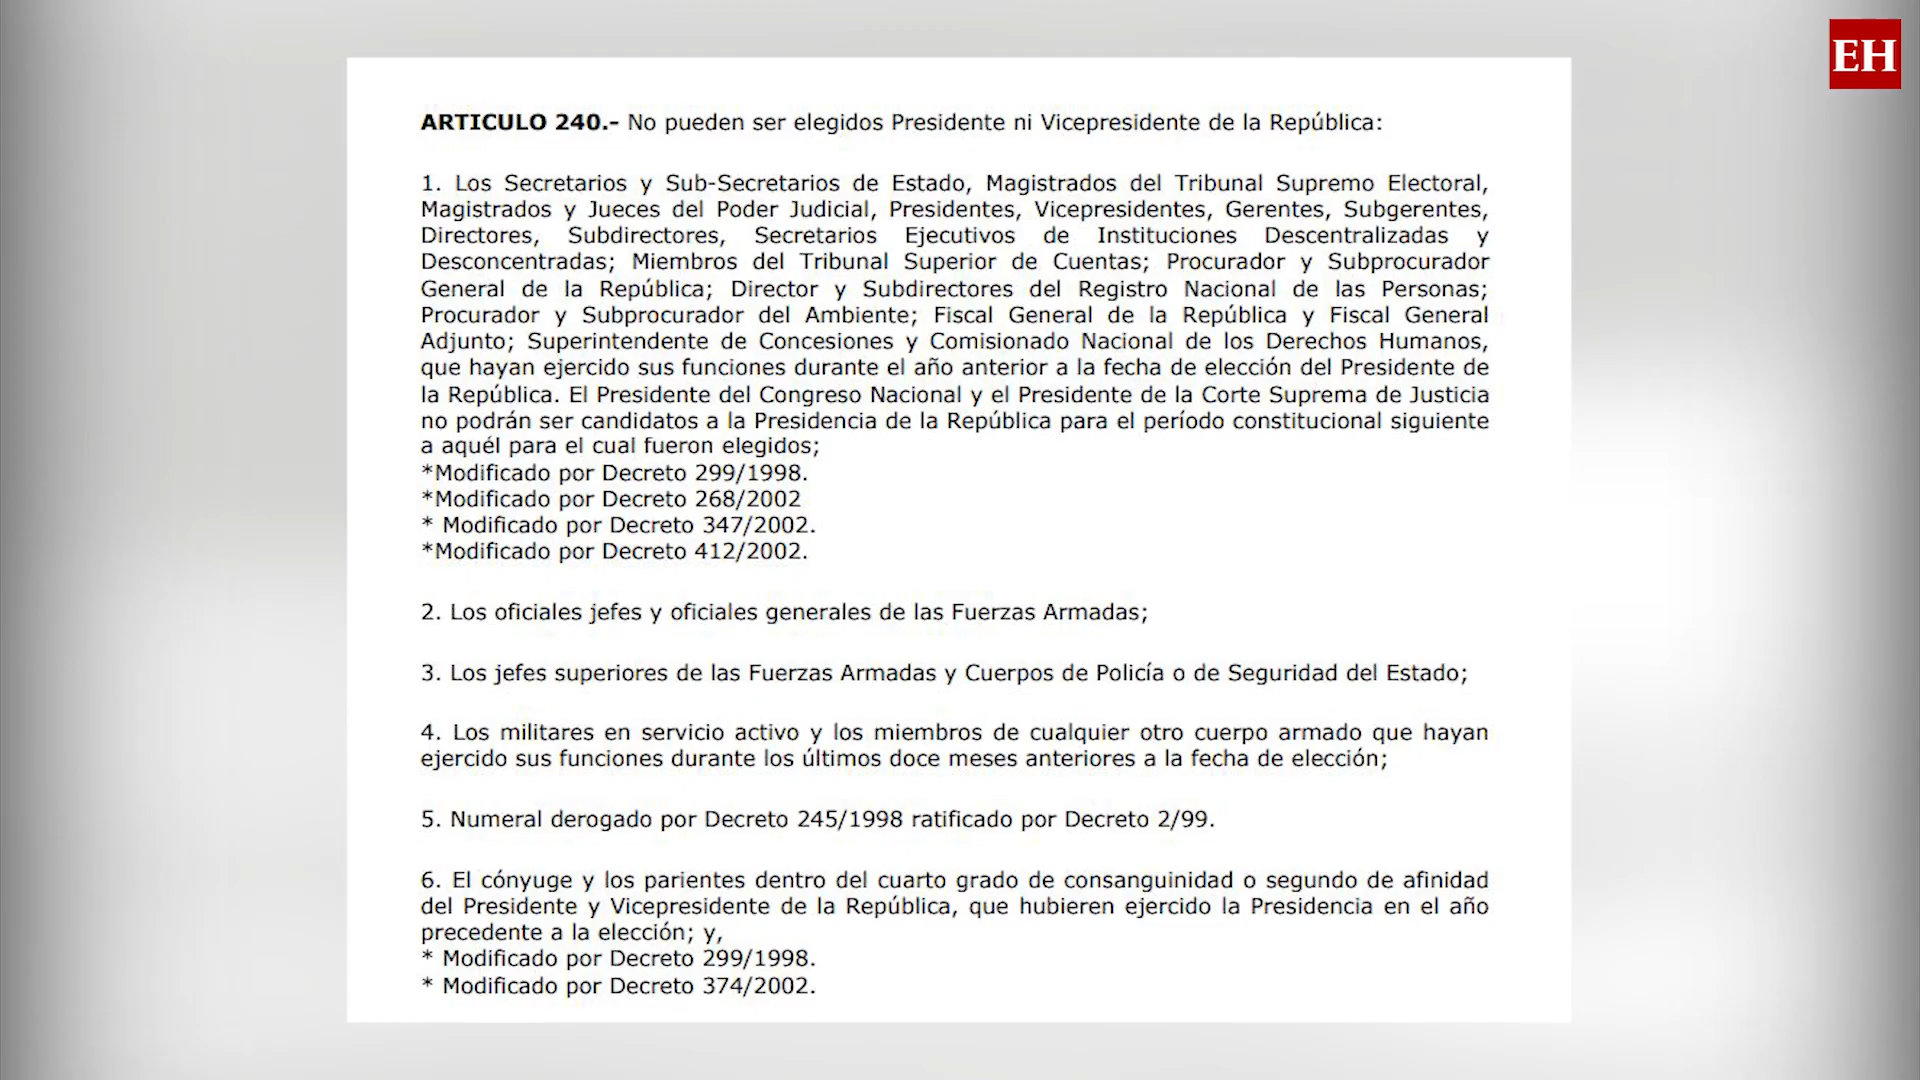 EH
ARTICULO 240.- No pueden ser elegidos Presidente ni Vicepresidente de la República:
1. Los Secretarios y Sub-Secretarios de Estado, Magistrados del Tribunal Supremo Electoral,
Magistrados y Jueces del Poder Judicial, Presidentes, Vicepresidentes, Gerentes, Subgerentes,
Directores, Subdirectores, Secretarios Ejecutivos de Instituciones Descentralizadas y
Desconcentradas; Miembros del Tribunal Superior de Cuentas; Procurador y Subprocurador
General de la República; Director y Subdirectores del Registro Nacional de las Personas;
Procurador y Subprocurador del Ambiente; Fiscal General de la República y Fiscal General
Adjunto; Superintendente de Concesiones y Comisionado Nacional de los Derechos Humanos,
que hayan ejercido sus funciones durante el año anterior a la fecha de elección del Presidente de
la República. El Presidente del Congreso Nacional y el Presidente de la Corte Suprema de Justicia
no podrán ser candidatos a la Presidencia de la República para el período constitucional siguiente
a aquél para el cual fueron elegidos;
*Modificado por Decreto 299/1998.
*Modificado por Decreto 268/2002
* Modificado por Decreto 347/2002.
*Modificado por Decreto 412/2002.
2. Los oficiales jefes y oficiales generales de las Fuerzas Armadas;
3. Los jefes superiores de las Fuerzas Armadas y Cuerpos de Policía o de Seguridad del Estado;
4. Los militares en servicio activo y los miembros de cualquier otro cuerpo armado que hayan
ejercido sus funciones durante los últimos doce meses anteriores a la fecha de elección;
5. Numeral derogado por Decreto 245/1998 ratificado por Decreto 2/99.
6. El cónyuge y los parientes dentro del cuarto grado de consanguinidad o segundo de afinidad
del Presidente y Vicepresidente de la República, que hubieren ejercido la Presidencia en el año
precedente a la elección; y,
* Modificado por Decreto 299/1998.
* Modificado por Decreto 374/2002.